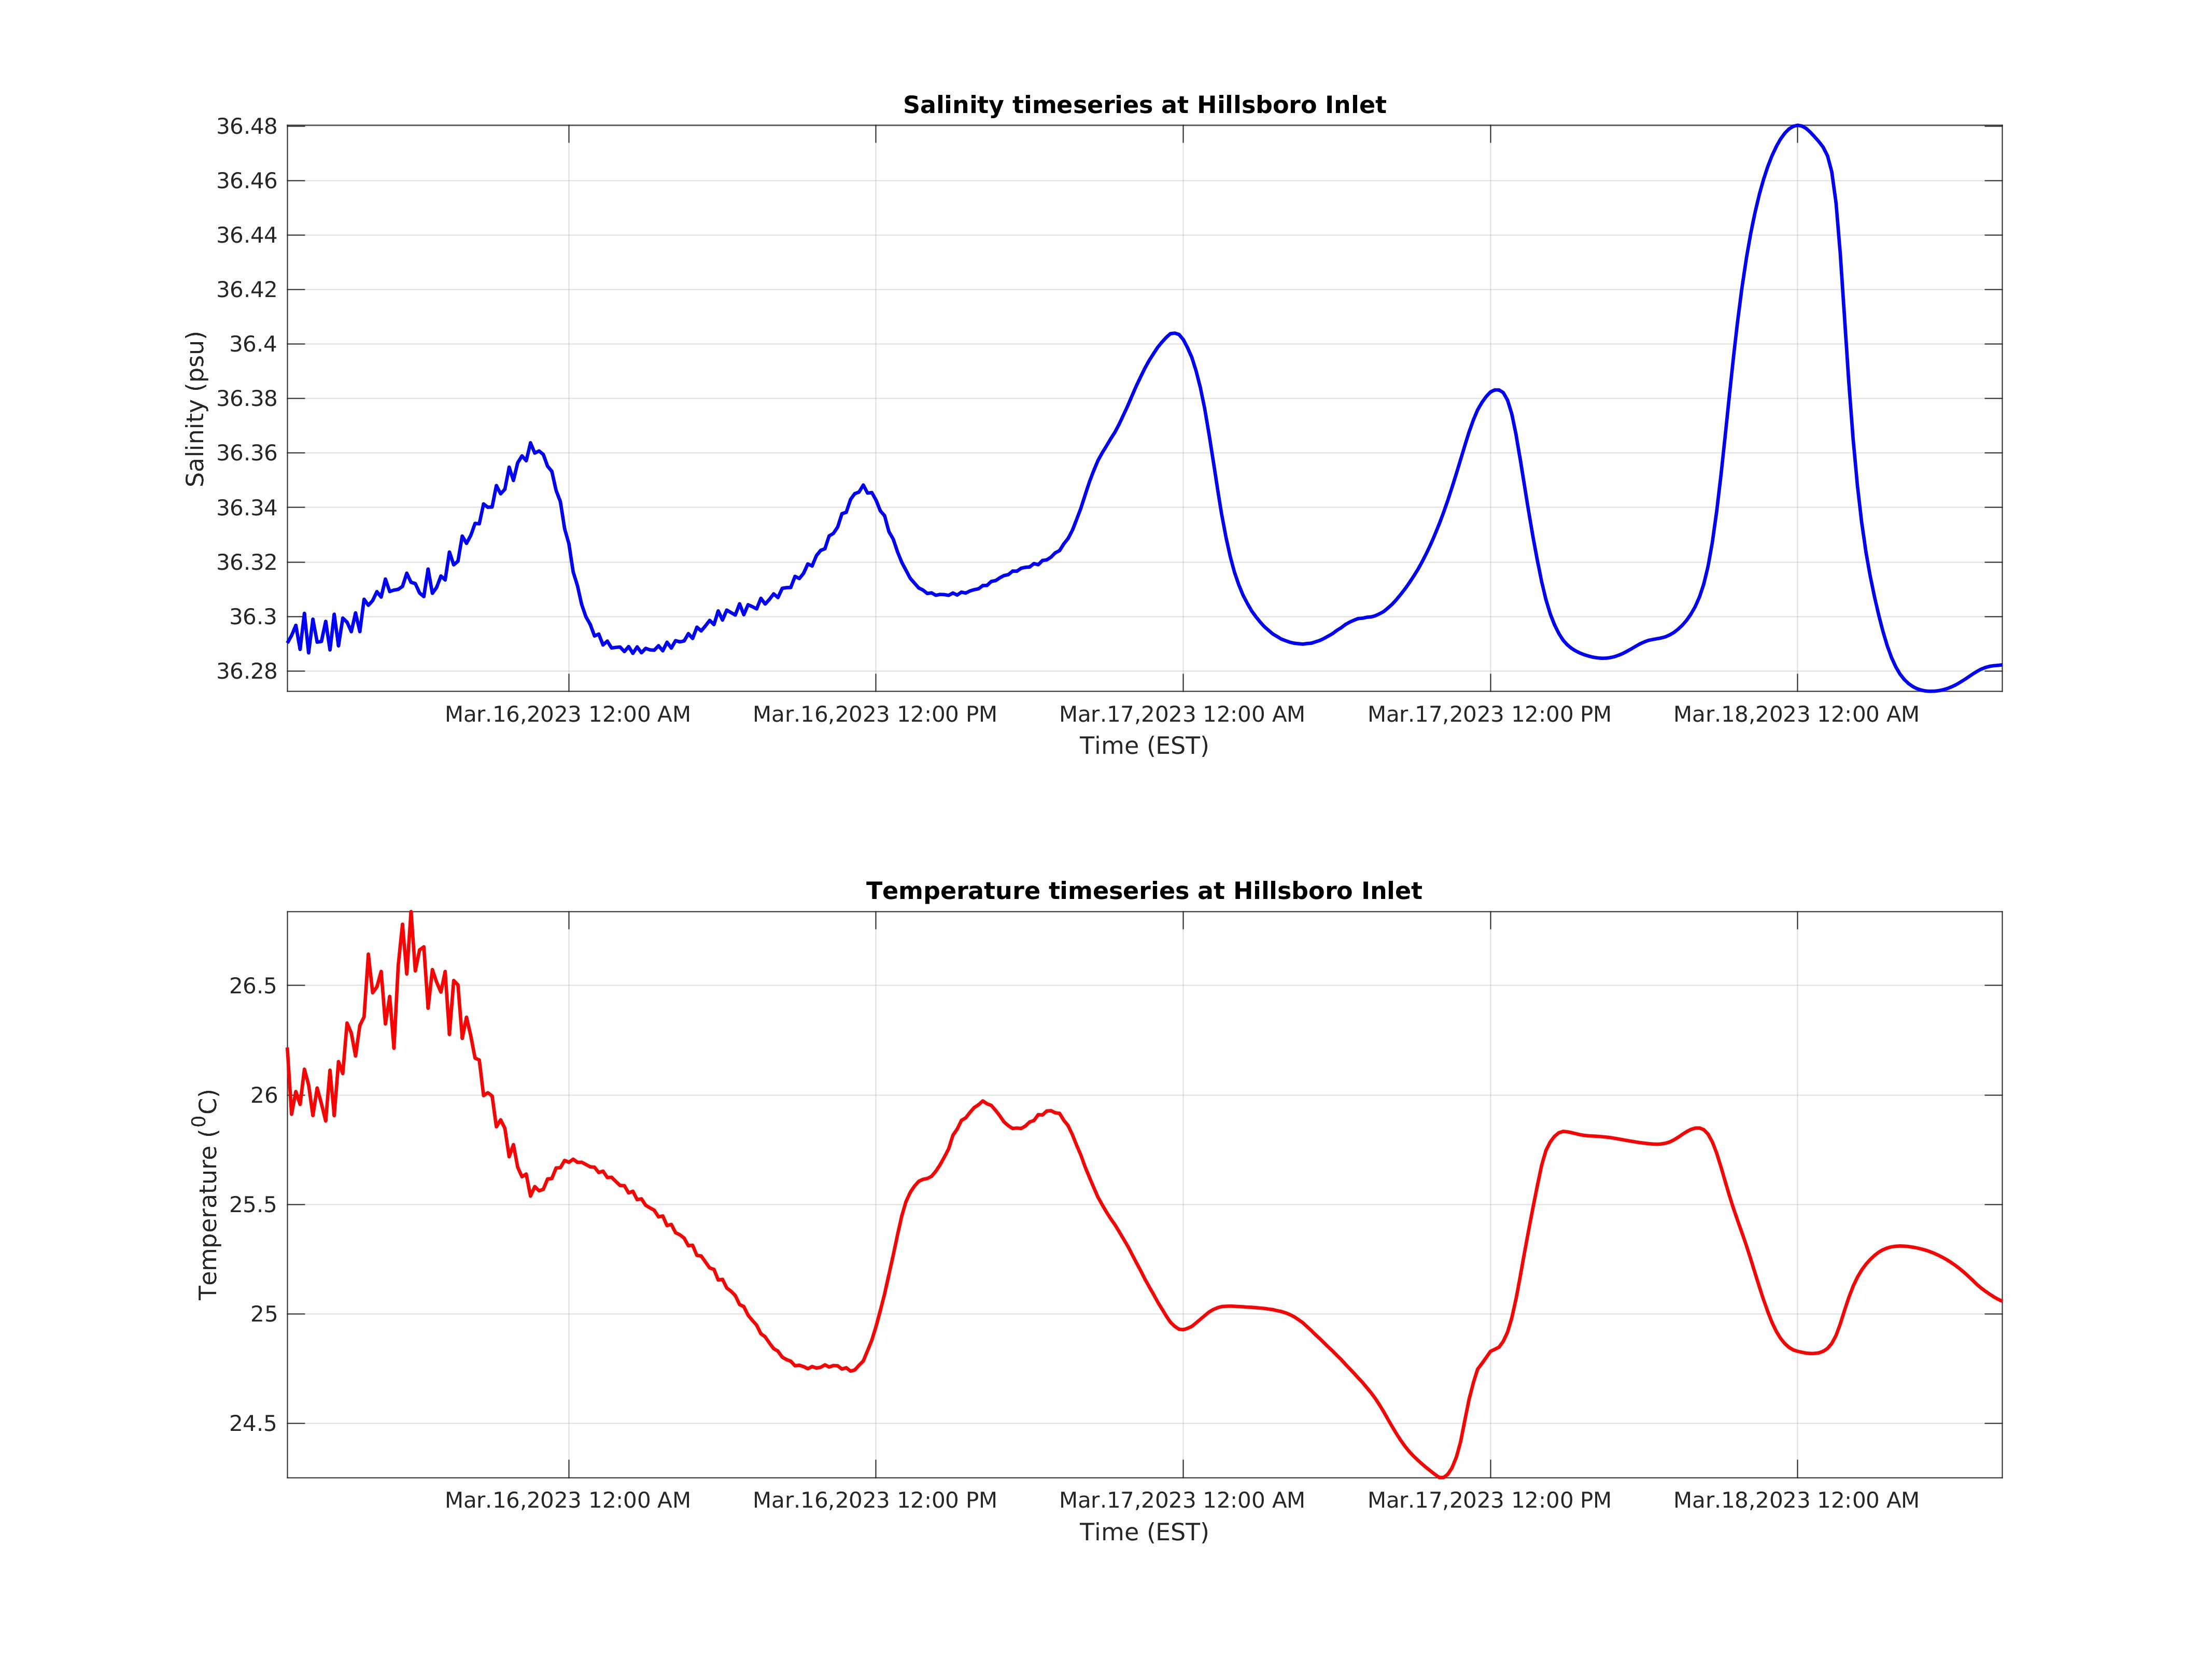 Salinity timeseries at Hillsboro Inlet
36.48
36.46
36.44
36.42
36.4
36.38
36.36
36.34
36.32
36.3
36.28
Salinity (psu)
Mar.16,2023 12:00 AM
Mar.16,2023 12:00 PM
Mar.17,2023 12:00 AM
Mar.17,2023 12:00 PM
Mar.18,2023 12:00 AM
Time (EST)
Temperature timeseries at Hillsboro Inlet
26.5
26
25.5
25
24.5
Temperature (⁰C)
Mar.16,2023 12:00 AM
Mar.16,2023 12:00 PM
Mar.17,2023 12:00 AM
Mar.17,2023 12:00 PM
Mar.18,2023 12:00 AM
Time (EST)